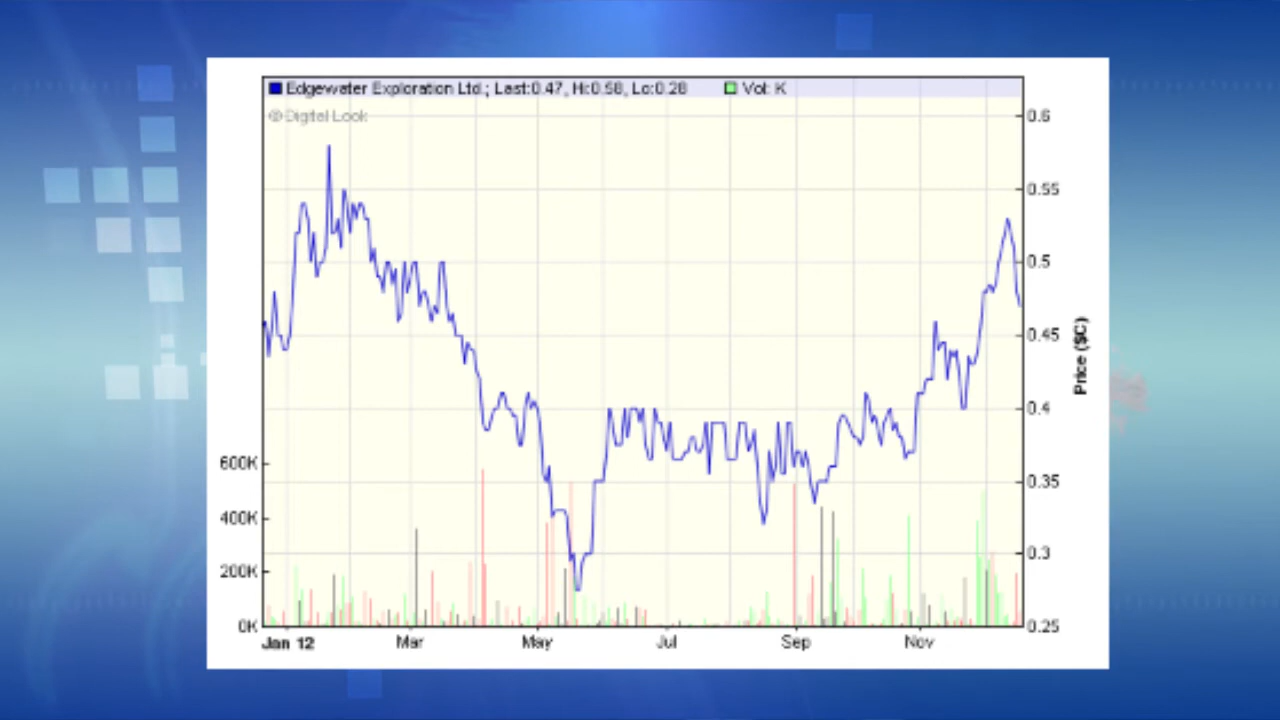 Edgewater Exploration Ltd.; Last:0.47, Hi:0.58, Lo:0.28 Vol: K
© Digital Look
0.6
0.55
0.5
0.45
0.4
0.35
0.3
0.25
Price ($C)
600K
400K
200K
0K
Jan 12 Mar May Jul Sep Nov